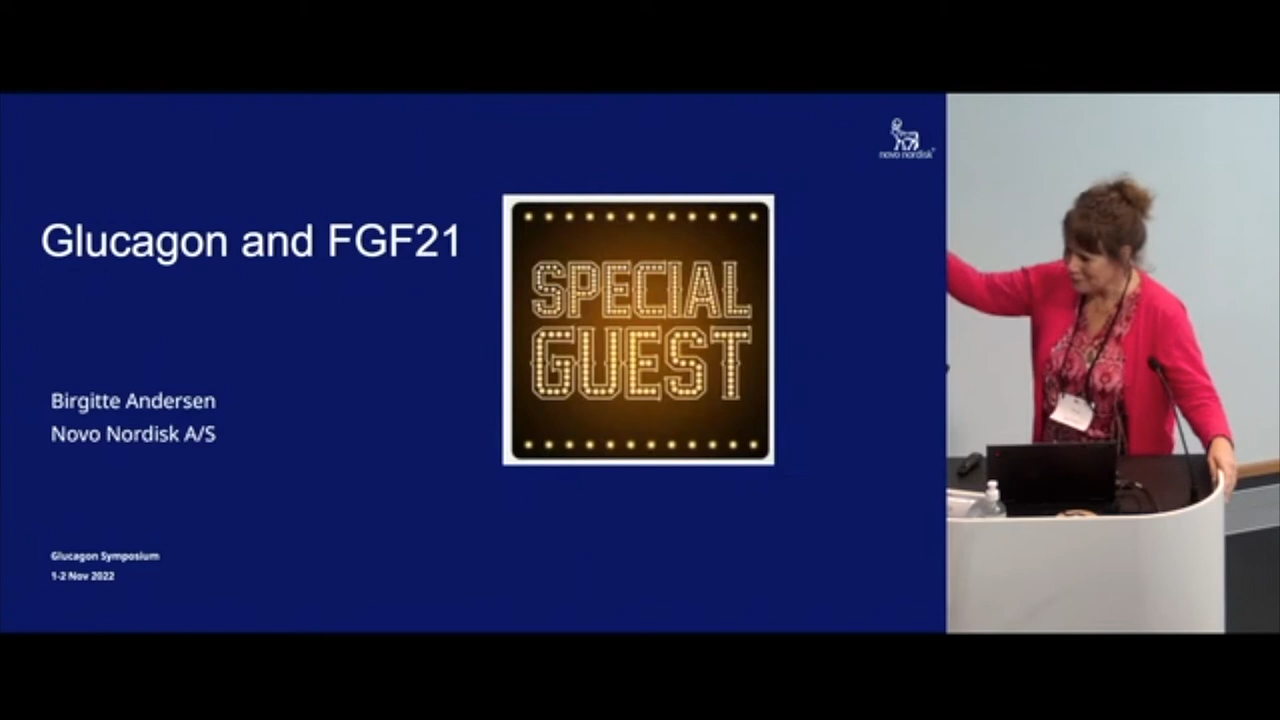 novo nordisk
Glucagon and FGF21
SPECIAL
GUEST
Birgitte Andersen
Novo Nordisk A/S
Glucagon Symposium
1-2 Nov 2022